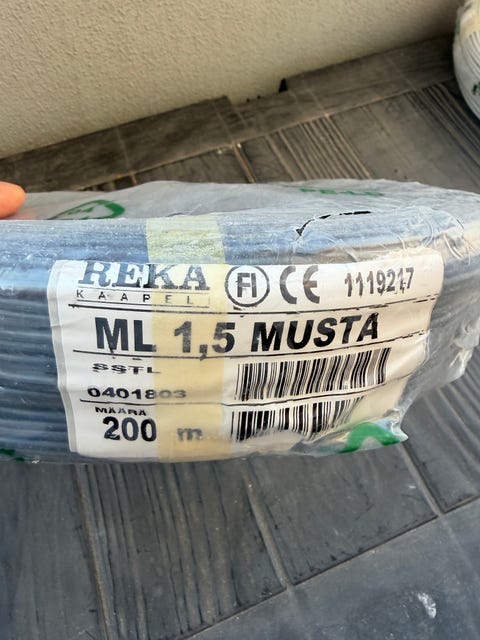 REKA FI CE 1119217
KAAPELI
ML 1,5 MUSTA
SSTL
0401803
MÄÄRÄ
200 m